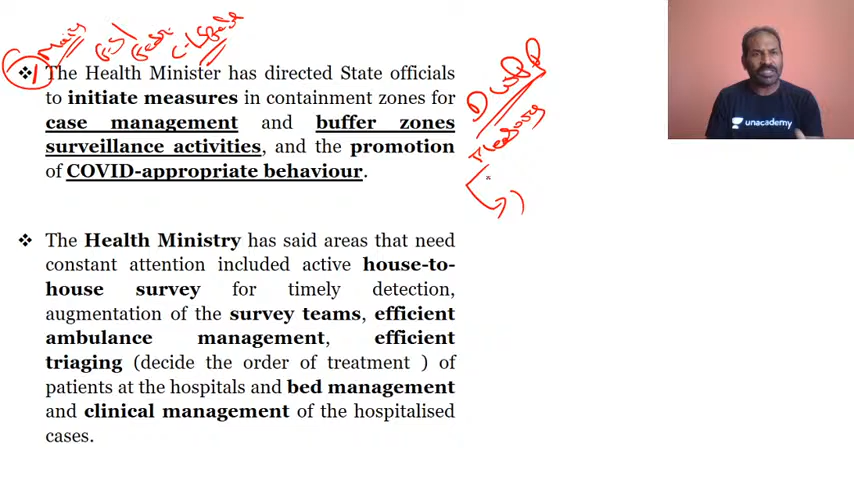 ❖ The Health Minister has directed State officials
to initiate measures in containment zones for
case management and buffer zones
surveillance activities, and the promotion
of COVID-appropriate behaviour.
❖ The Health Ministry has said areas that need
constant attention included active house-to-
house survey for timely detection,
augmentation of the survey teams, efficient
ambulance management, efficient
triaging (decide the order of treatment ) of
patients at the hospitals and bed management
and clinical management of the hospitalised
cases.
unacademy